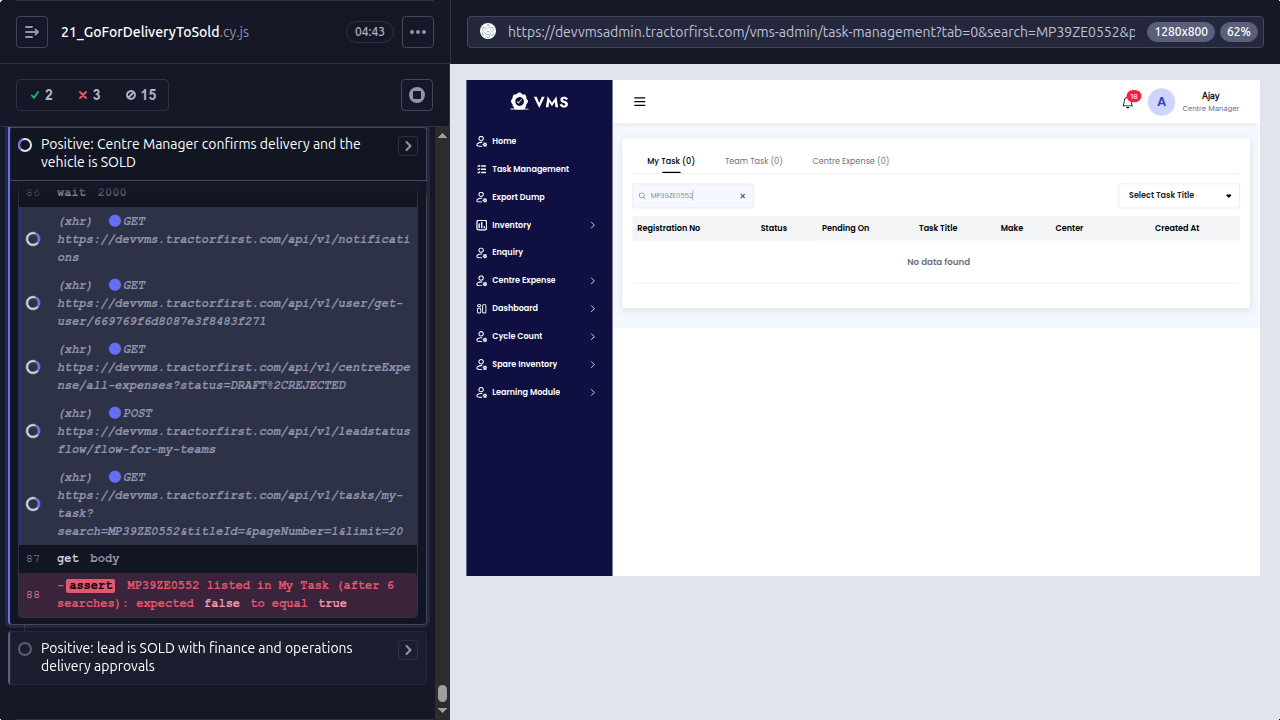 21_GoForDeliveryToSold.cy.js
04:43
2
3
15
Positive: Centre Manager confirms delivery and the
vehicle is SOLD
86 wait 2000
(xhr) GET
https://devvms.tractorfirst.com/api/v1/notificati
ons
(xhr) GET
https://devvms.tractorfirst.com/api/v1/user/get-
user/669769f6d8087e3f8483f271
(xhr) GET
https://devvms.tractorfirst.com/api/v1/centreExpe
nse/all-expenses?status=DRAFT%2CREJECTED
(xhr) POST
https://devvms.tractorfirst.com/api/v1/leadstatus
flow/flow-for-my-teams
(xhr) GET
https://devvms.tractorfirst.com/api/v1/tasks/my-
task?
search=MP39ZE0552&titleId=&pageNumber=1&limit=20
87 get body
-assert MP39ZE0552 listed in My Task (after 6
88
searches): expected false to equal true
Positive: lead is SOLD with finance and operations
delivery approvals
https://devvmsadmin.tractorfirst.com/vms-admin/task-management?tab=0&search=MP39ZE0552&p
1280x800
62%
VMS
Home
Task Management
Export Dump
Inventory
Enquiry
Centre Expense
Dashboard
Cycle Count
Spare Inventory
Learning Module
18
A
Ajay
Centre Manager
My Task (0) Team Task (0) Centre Expense (0)
MP39ZE0552
Select Task Title
Registration No Status Pending On Task Title Make Center Created At
No data found